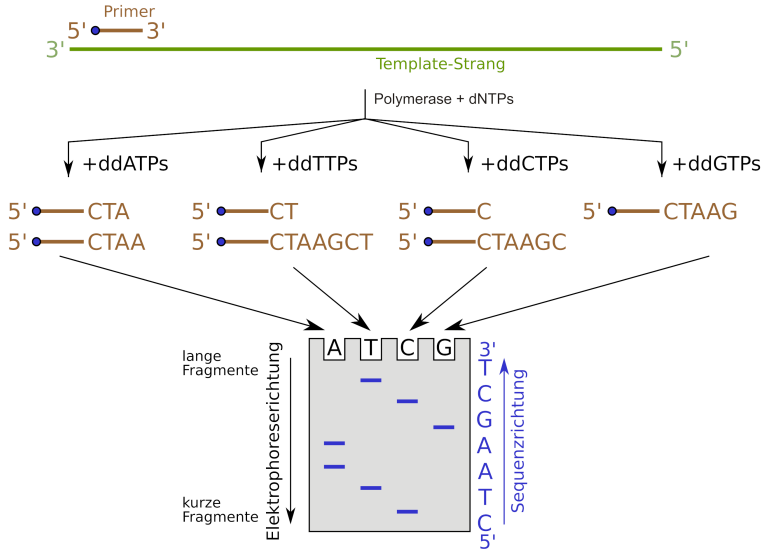 Primer
5' 3'
3' 5'
Template-Strang
Polymerase + dNTPs
+ddATPs +ddTTPs +ddCTPs +ddGTPs
5' CTA 5' CT 5' C 5' CTAAG
5' CTAA 5' CTAAGCT 5' CTAAGC
A T C G
lange
Fragmente
kurze
Fragmente
Elektrophoreserichtung
3'
T
C
G
A
A
T
C
5'
Sequenzrichtung